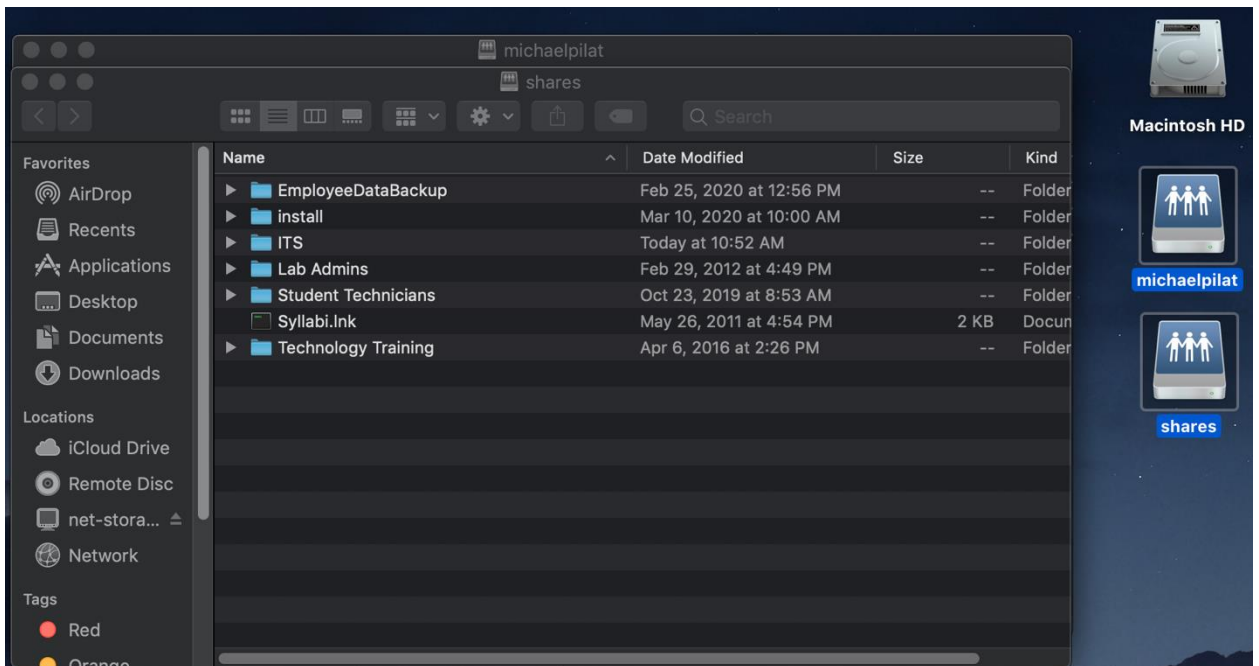 michaelpilat
shares
Search
Macintosh HD
Favorites
AirDrop
Recents
Applications
Desktop
Documents
Downloads
Locations
iCloud Drive
Remote Disc
net-stora...
Network
Tags
Red
Orange
Name Date Modified Size Kind
EmployeeDataBackup Feb 25, 2020 at 12:56 PM -- Folder
install Mar 10, 2020 at 10:00 AM -- Folder
ITS Today at 10:52 AM -- Folder
Lab Admins Feb 29, 2012 at 4:49 PM -- Folder
Student Technicians Oct 23, 2019 at 8:53 AM -- Folder
Syllabi.lnk May 26, 2011 at 4:54 PM 2 KB Docun
Technology Training Apr 6, 2016 at 2:26 PM -- Folder
michaelpilat
shares